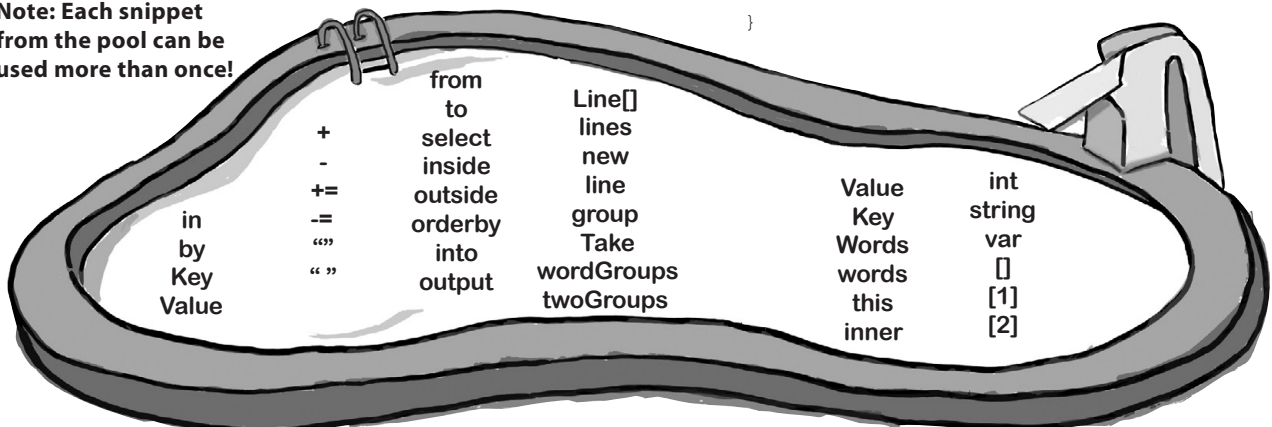 Note: Each snippet
from the pool can be
used more than once!
}
in
by
Key
Value
+
-
+=
-=
“”
“ ”
from
to
select
inside
outside
orderby
into
output
Line[]
lines
new
line
group
Take
wordGroups
twoGroups
Value
Key
Words
words
this
inner
int
string
var
[]
[1]
[2]